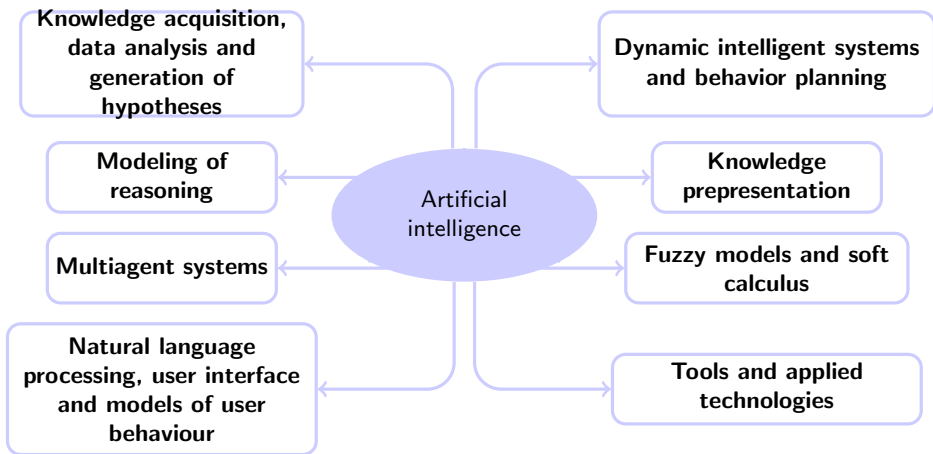 Knowledge acquisition,
data analysis and
generation of
hypotheses
Dynamic intelligent systems
and behavior planning
Modeling of
reasoning
Artificial
intelligence
Knowledge
prepresentation
Multiagent systems
Fuzzy models and soft
calculus
Natural language
processing, user interface
and models of user
behaviour
Tools and applied
technologies